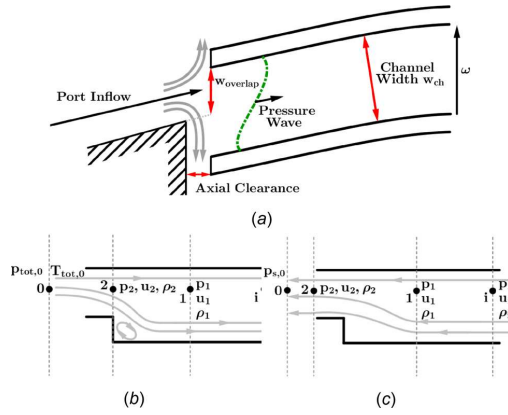 Port Inflow
w_overlap
Pressure
Wave
Channel
Width w_ch
ω
Axial Clearance
(a)
p_tot,0 T_tot,0
0 2 p_2, u_2, ρ_2
p_1
1 u_1 i
ρ_1
(b)
p_s,0
0 2 p_2, u_2, ρ_2
p_1
1 u_1 i
ρ_1
(c)